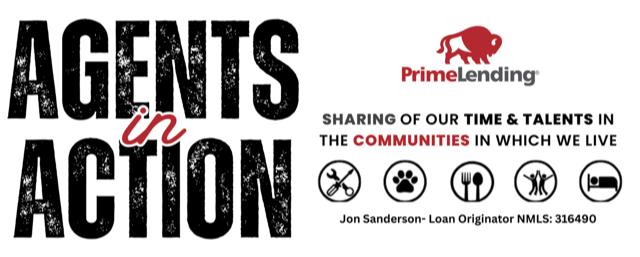 AGENTS
in
ACTION
PrimeLending®
SHARING OF OUR TIME & TALENTS IN
THE COMMUNITIES IN WHICH WE LIVE
Jon Sanderson- Loan Originator NMLS: 316490